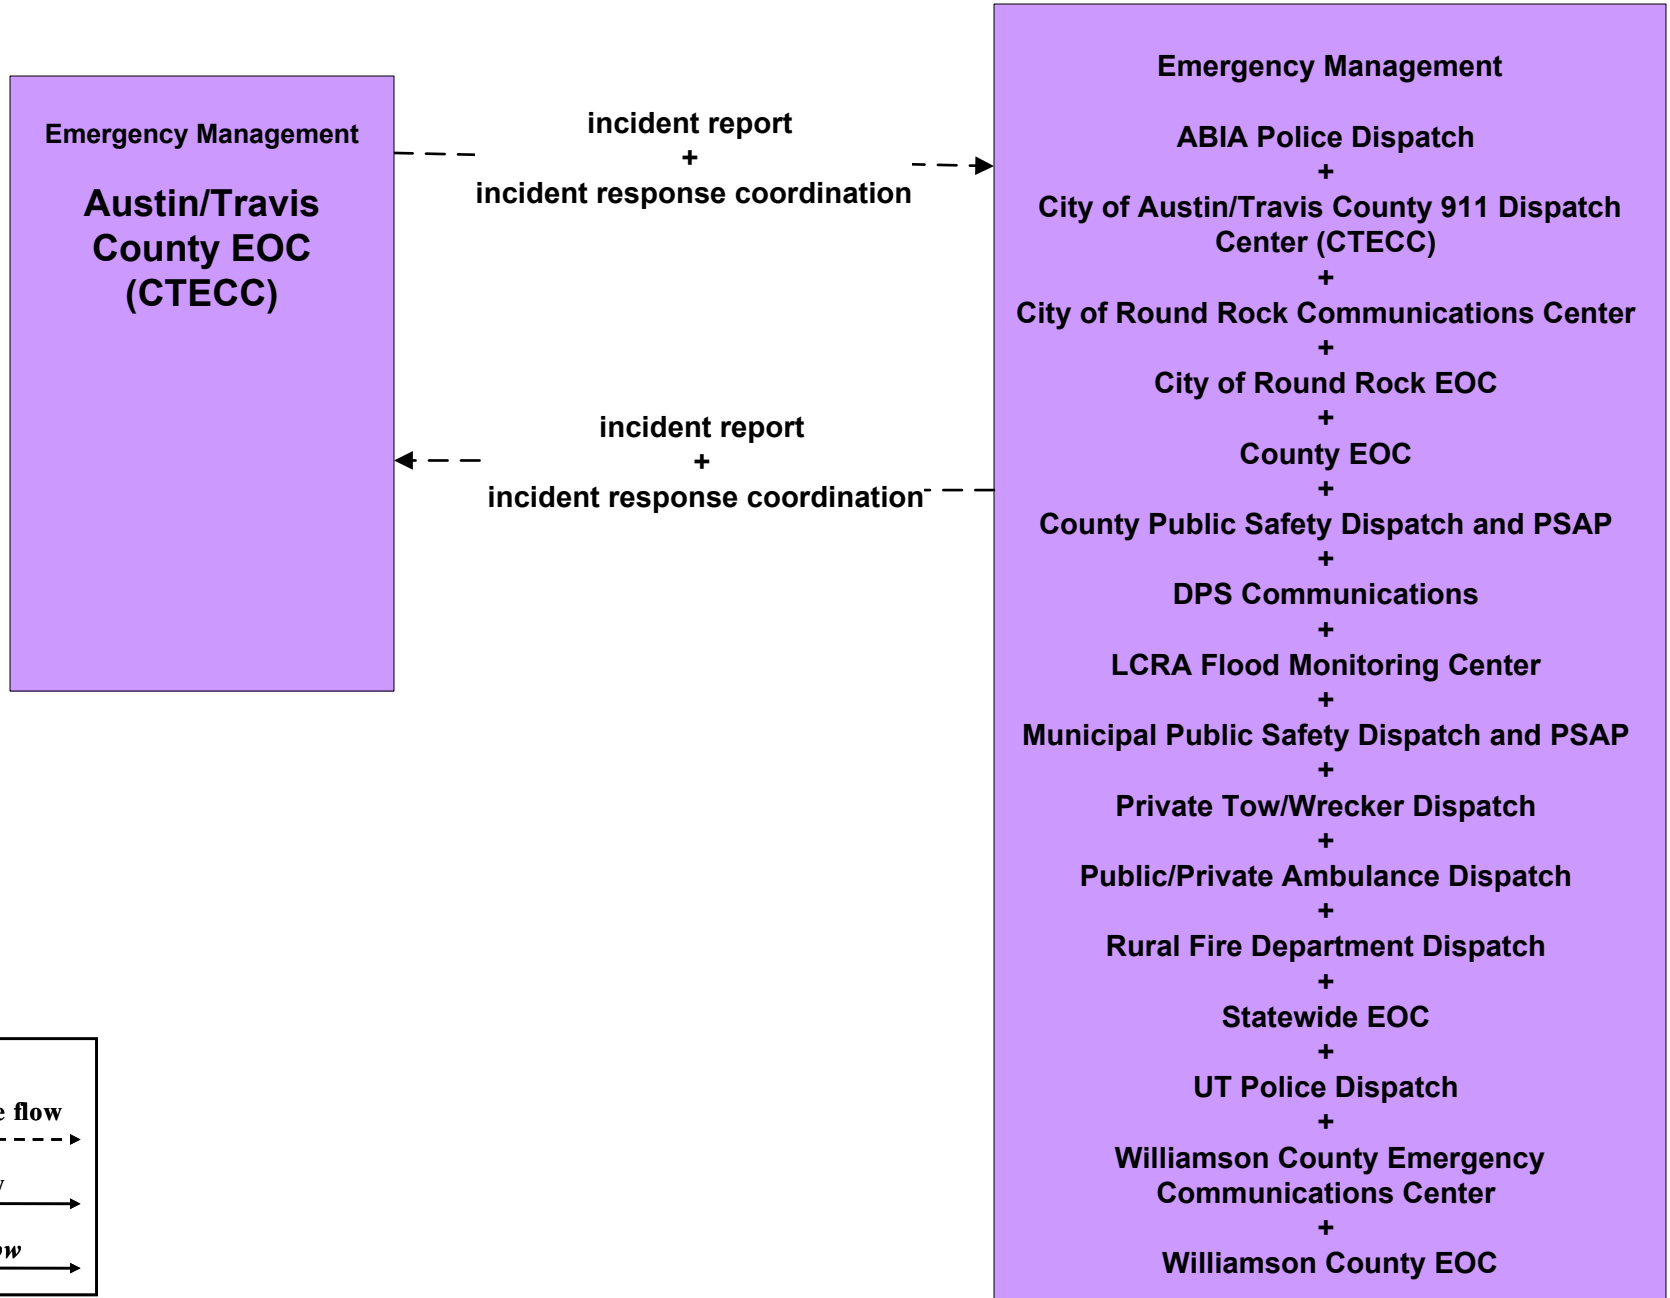 Emergency Management
Austin/Travis
County EOC
(CTECC)
incident report
+
incident response coordination
incident report
+
incident response coordination
Emergency Management
ABIA Police Dispatch
+
City of Austin/Travis County 911 Dispatch
Center (CTECC)
+
City of Round Rock Communications Center
+
City of Round Rock EOC
+
County EOC
+
County Public Safety Dispatch and PSAP
+
DPS Communications
+
LCRA Flood Monitoring Center
+
Municipal Public Safety Dispatch and PSAP
+
Private Tow/Wrecker Dispatch
+
Public/Private Ambulance Dispatch
+
Rural Fire Department Dispatch
+
Statewide EOC
+
UT Police Dispatch
+
Williamson County Emergency
Communications Center
+
Williamson County EOC
flow